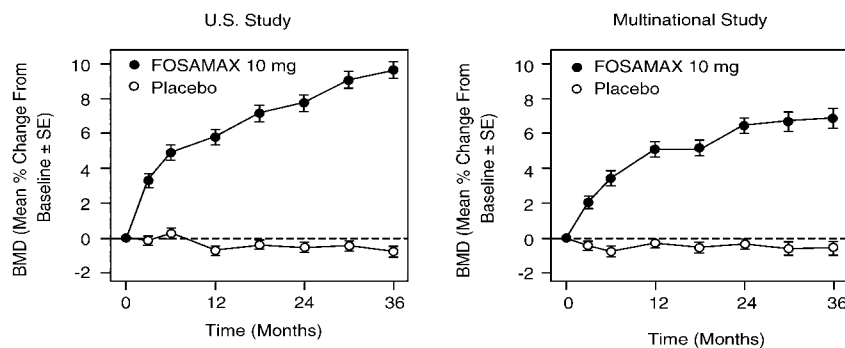 U.S. Study
BMD (Mean % Change From
Baseline ± SE)
10
8
6
4
2
0
-2
FOSAMAX 10 mg
Placebo
0
12
24
36
Time (Months)
Multinational Study
BMD (Mean % Change From
Baseline ± SE)
10
8
6
4
2
0
-2
FOSAMAX 10 mg
Placebo
0
12
24
36
Time (Months)